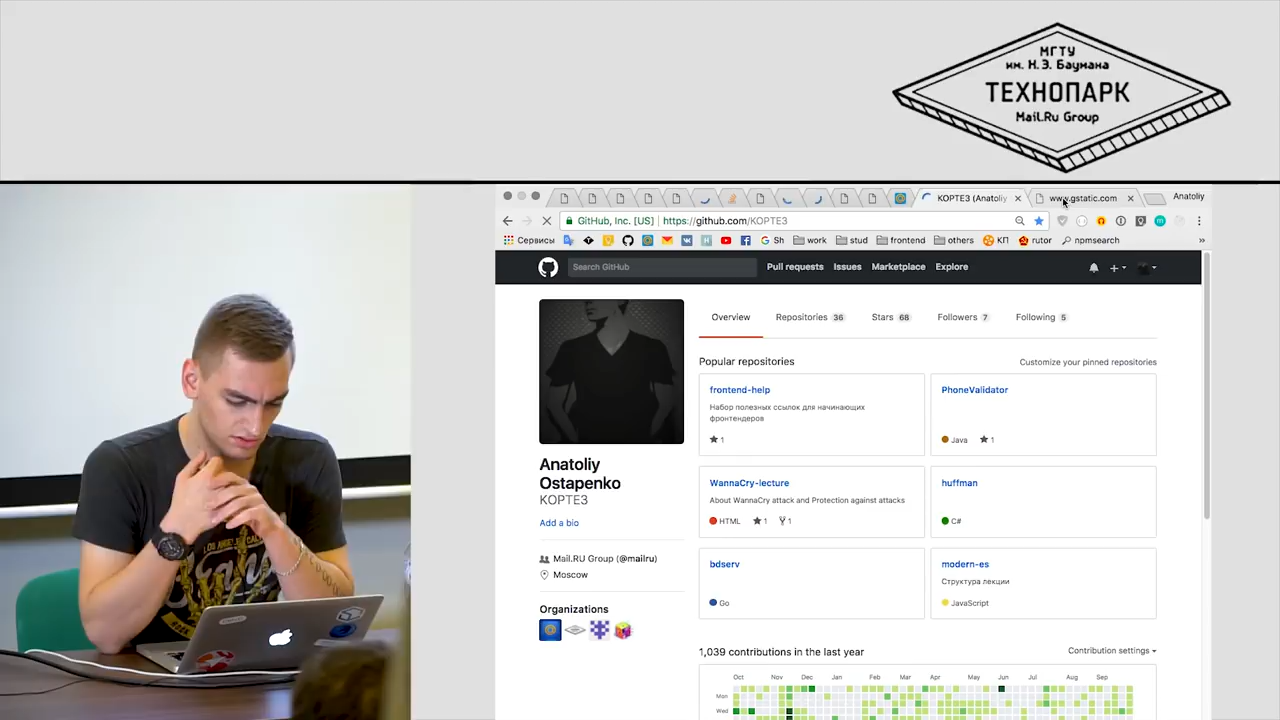 МГТУ
им. Н.Э. Баумана
ТЕХНОПАРК
Mail.Ru Group
KOPTE3 (Anatoliy
www.gstatic.com
Anatoliy
GitHub, Inc. [US]
https://github.com/KOPTE3
Сервисы
Sh
work
stud
frontend
others
КП
rutor
npmsearch
»
Search GitHub
Pull requests
Issues
Marketplace
Explore
Overview
Repositories 36
Stars 68
Followers 7
Following 5
Popular repositories
Customize your pinned repositories
frontend-help
Набор полезных ссылок для начинающих
фронтендеров
1
PhoneValidator
Java
1
WannaCry-lecture
About WannaCry attack and Protection against attacks
HTML
1
1
huffman
C#
bdserv
Go
modern-es
Структура лекции
JavaScript
Anatoliy
Ostapenko
KOPTE3
Add a bio
Mail.RU Group (@mailru)
Moscow
Organizations
1,039 contributions in the last year
Contribution settings
Oct Nov Dec Jan Feb Mar Apr May Jun Jul Aug Sep
Mon
Wed